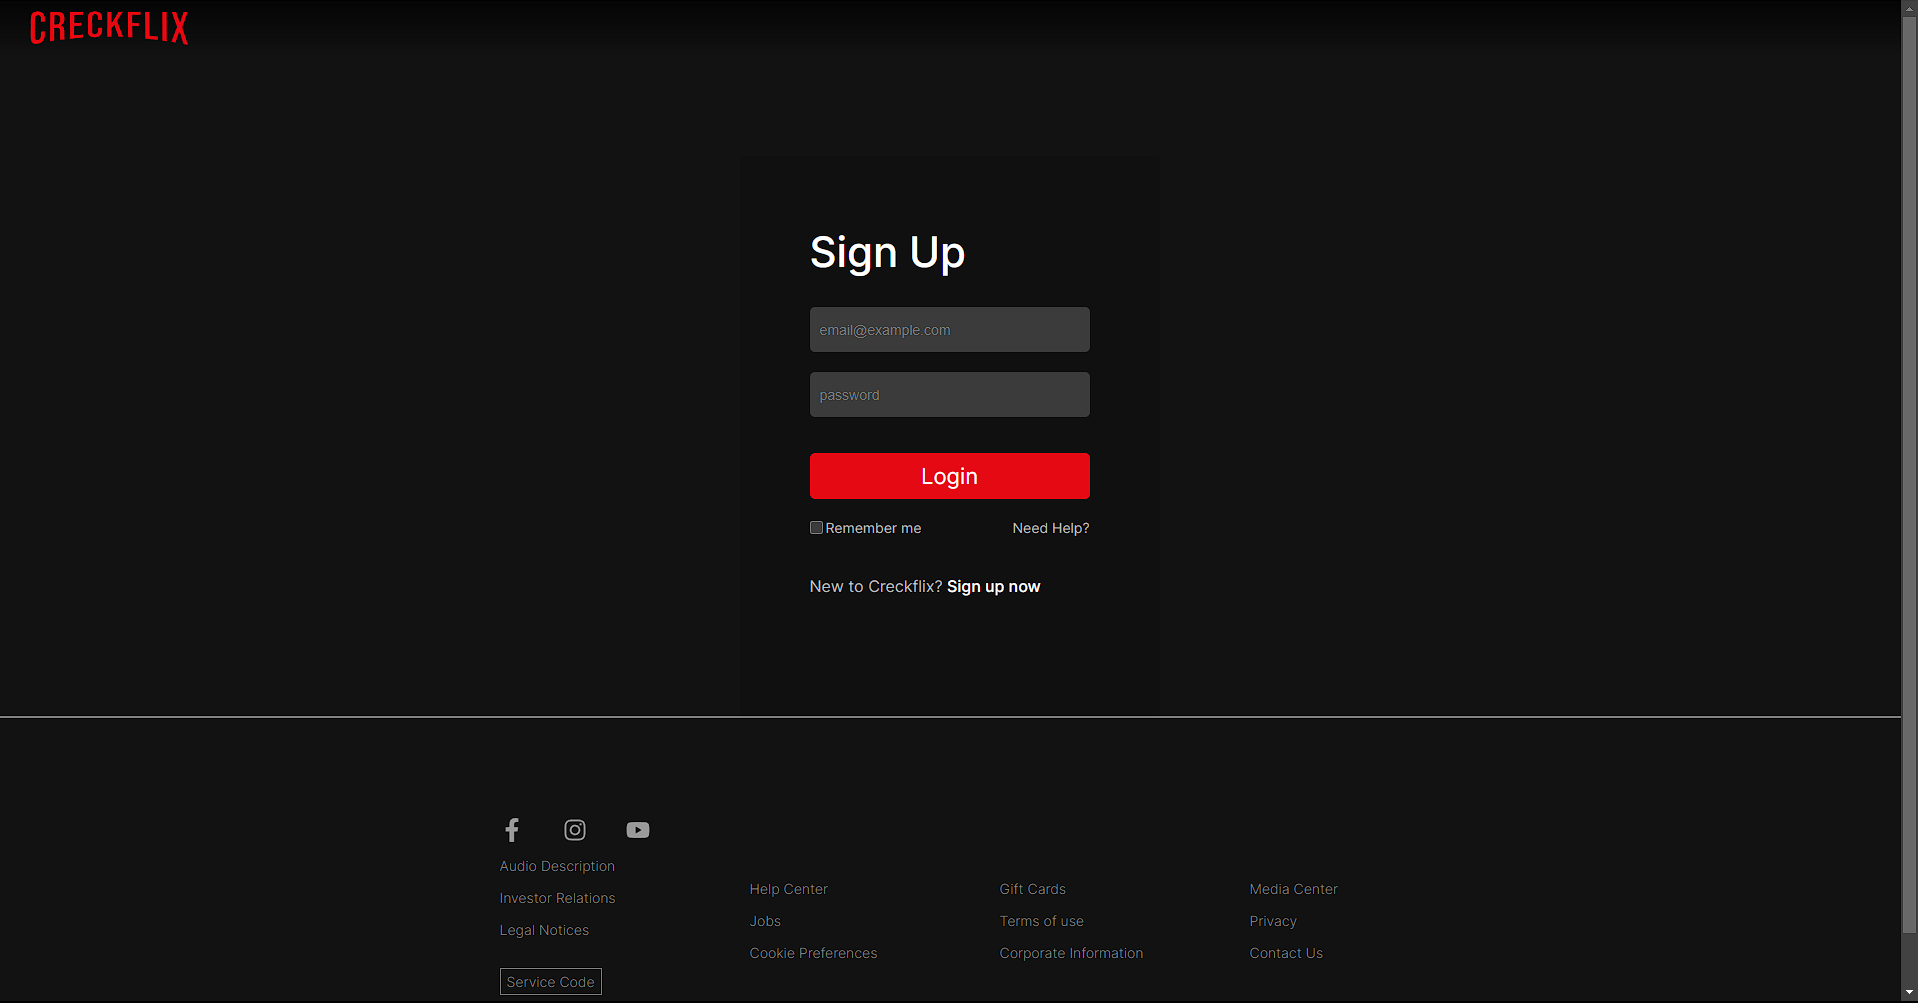 CRECKFLIX
Sign Up
email@example.com
password
Login
Remember me
Need Help?
New to Creckflix? Sign up now
Audio Description
Investor Relations
Legal Notices
Service Code
Help Center
Jobs
Cookie Preferences
Gift Cards
Terms of use
Corporate Information
Media Center
Privacy
Contact Us